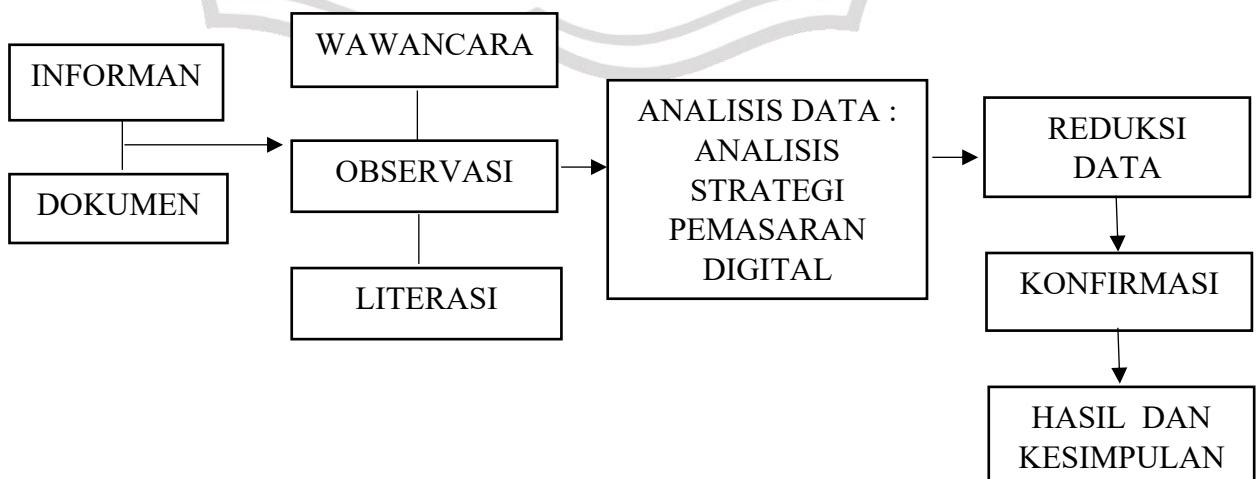 INFORMAN
DOKUMEN
WAWANCARA
OBSERVASI
LITERASI
ANALISIS DATA :
ANALISIS
STRATEGI
PEMASARAN
DIGITAL
REDUKSI
DATA
KONFIRMASI
HASIL DAN
KESIMPULAN